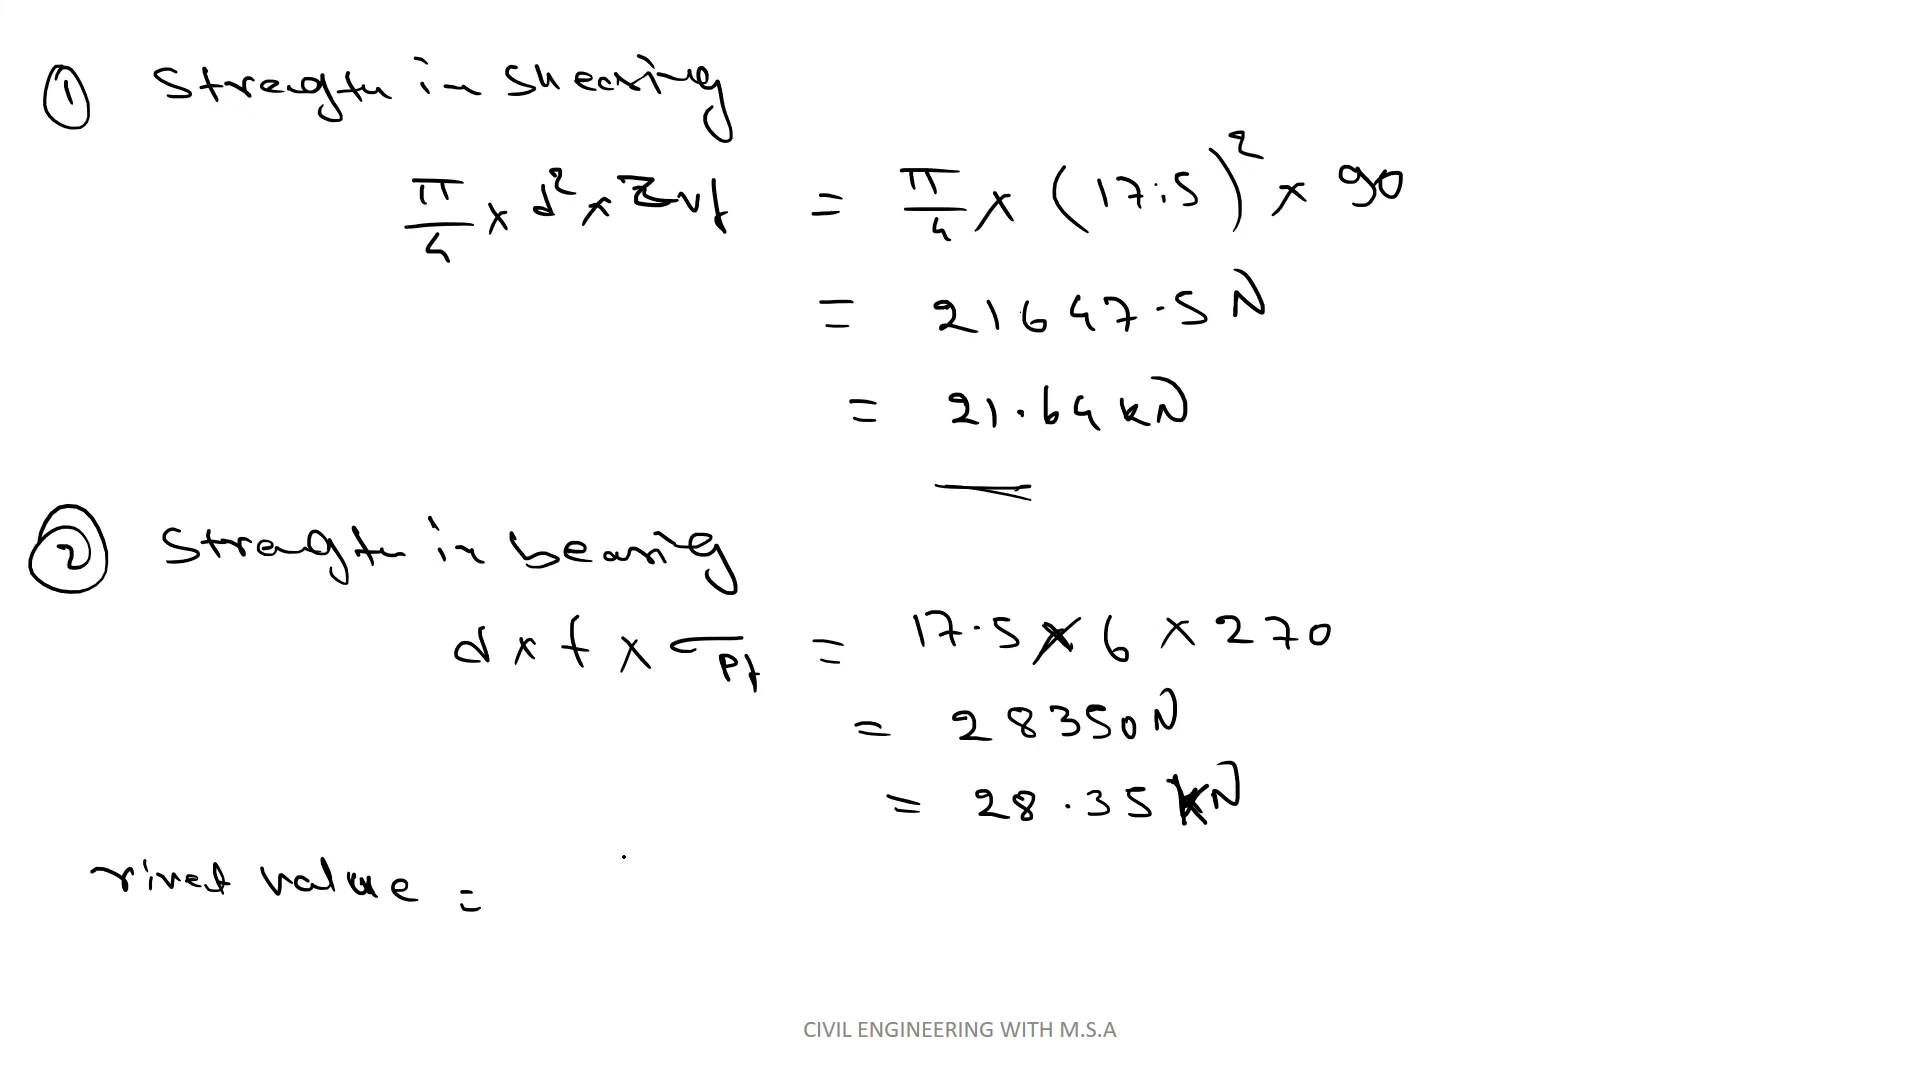 ① Strength in Shearing
π/4 × d² × τvf = π/4 × (17.5)² × 90
= 21647.5 N
= 21.64 kN
② Strength in bearing
d × t × σpf = 17.5 × 6 × 270
= 28350 N
= 28.35 kN
rivet value =
CIVIL ENGINEERING WITH M.S.A